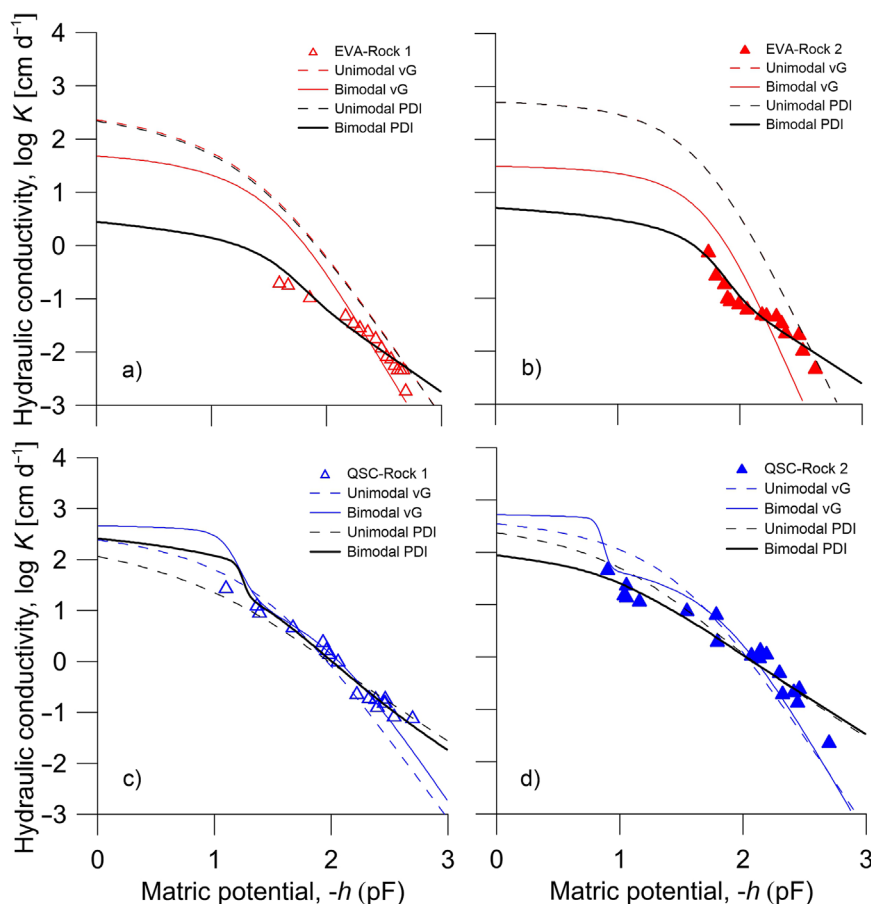 Hydraulic conductivity, log K [cm d⁻¹]
4
3
2
1
0
−1
−2
−3
EVA-Rock 1
Unimodal vG
Bimodal vG
Unimodal PDI
Bimodal PDI
a)
EVA-Rock 2
Unimodal vG
Bimodal vG
Unimodal PDI
Bimodal PDI
b)
Hydraulic conductivity, log K [cm d⁻¹]
4
3
2
1
0
−1
−2
−3
QSC-Rock 1
Unimodal vG
Bimodal vG
Unimodal PDI
Bimodal PDI
c)
0 1 2 3
Matric potential, -h (pF)
QSC-Rock 2
Unimodal vG
Bimodal vG
Unimodal PDI
Bimodal PDI
d)
0 1 2 3
Matric potential, -h (pF)